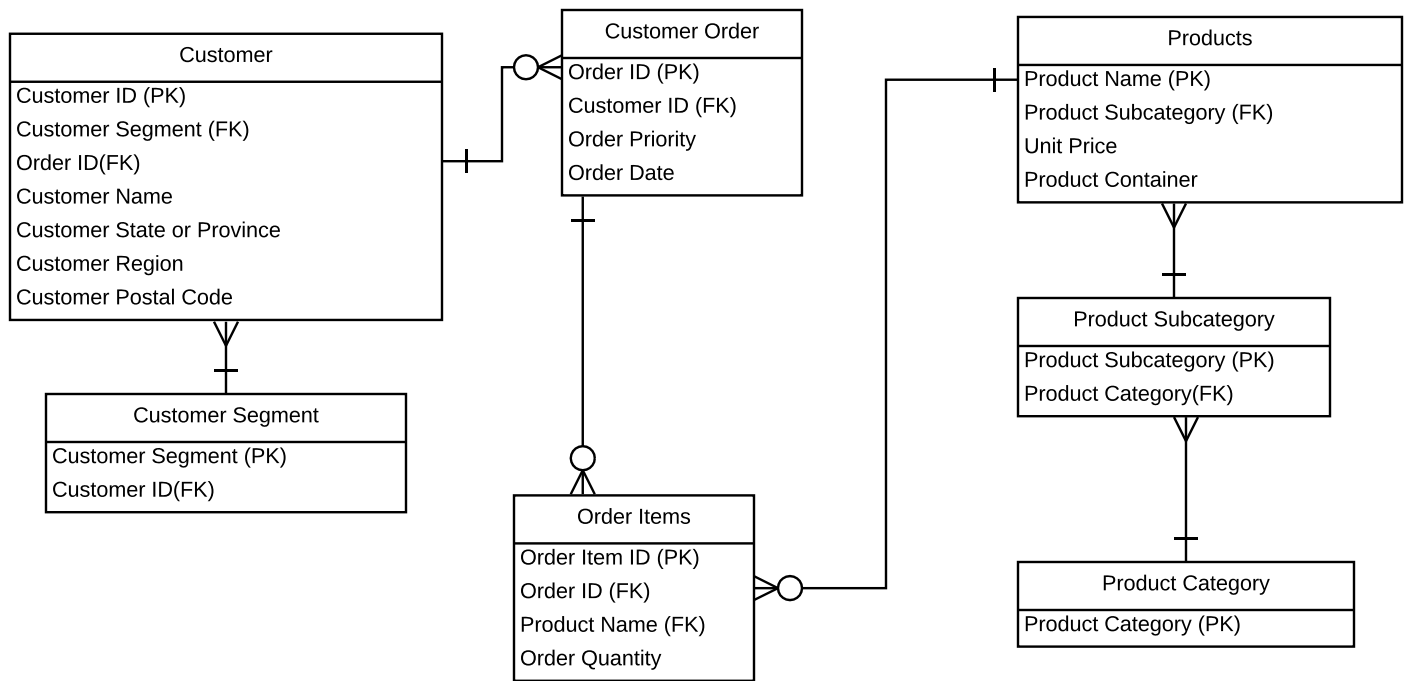 Customer
Customer ID (PK)
Customer Segment (FK)
Order ID(FK)
Customer Name
Customer State or Province
Customer Region
Customer Postal Code
Customer Segment
Customer Segment (PK)
Customer ID(FK)
Customer Order
Order ID (PK)
Customer ID (FK)
Order Priority
Order Date
Order Items
Order Item ID (PK)
Order ID (FK)
Product Name (FK)
Order Quantity
Products
Product Name (PK)
Product Subcategory (FK)
Unit Price
Product Container
Product Subcategory
Product Subcategory (PK)
Product Category(FK)
Product Category
Product Category (PK)